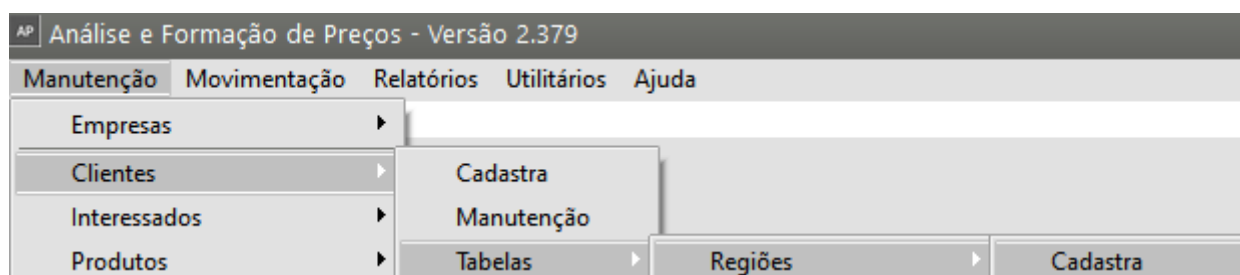 AP Análise e Formação de Preços - Versão 2.379
Manutenção Movimentação Relatórios Utilitários Ajuda
Empresas
Clientes Cadastra
Interessados Manutenção
Produtos Tabelas Regiões Cadastra